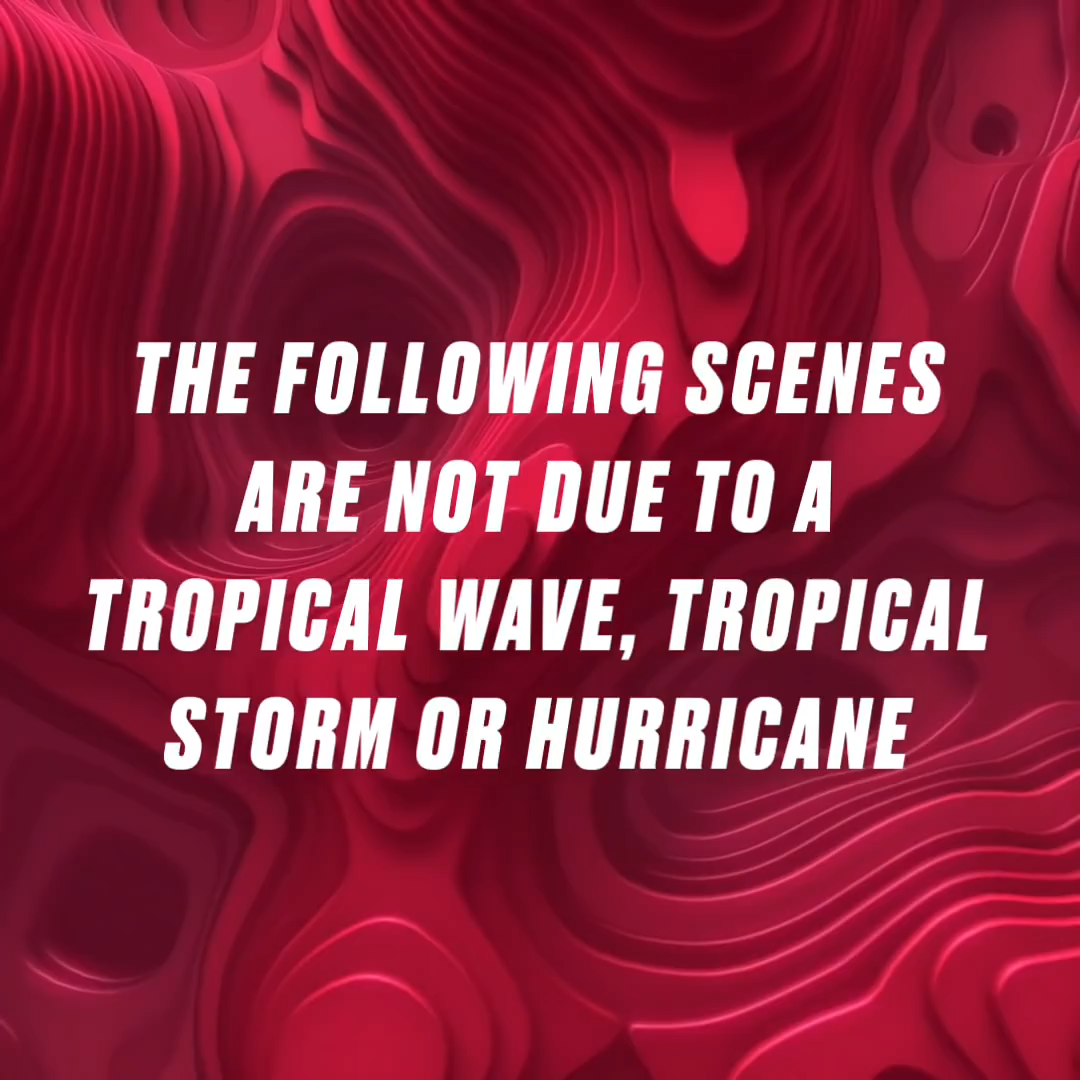 THE FOLLOWING SCENES
ARE NOT DUE TO A
TROPICAL WAVE, TROPICAL
STORM OR HURRICANE